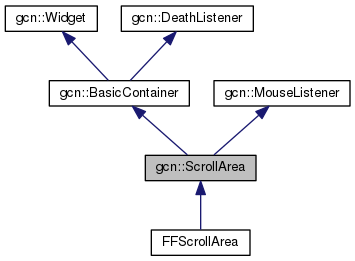 gcn::Widget
gcn::DeathListener
gcn::BasicContainer
gcn::MouseListener
gcn::ScrollArea
FFScrollArea